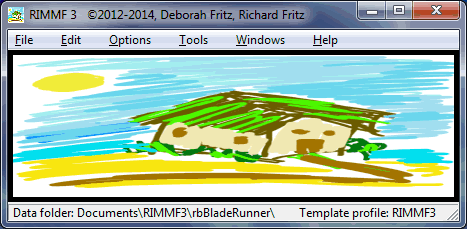 RIMMF 3 ©2012-2014, Deborah Fritz, Richard Fritz
File Edit Options Tools Windows Help
Data folder: Documents\RIMMF3\rbBladeRunner\ Template profile: RIMMF3